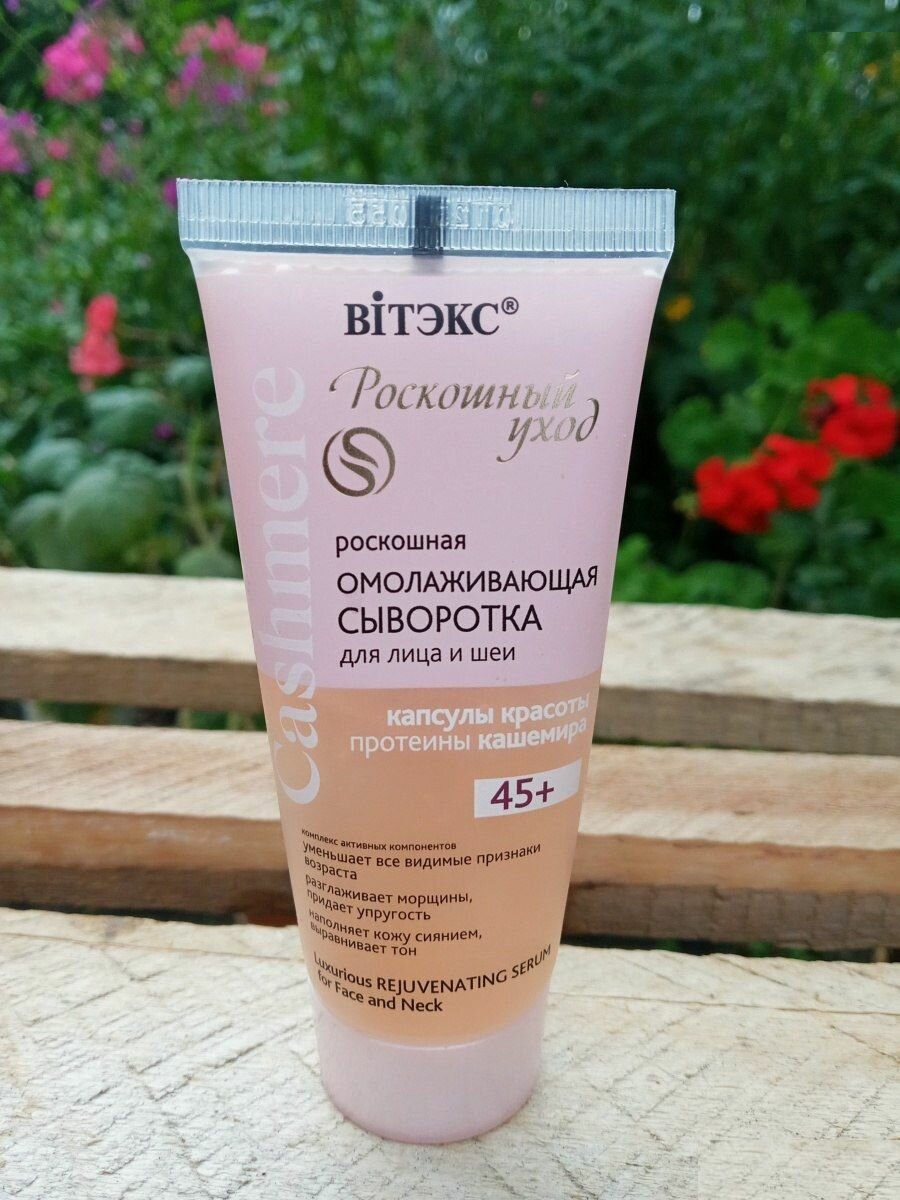 ВІТЭКС®
Роскошный
уход
Cashmere
роскошная
ОМОЛАЖИВАЮЩАЯ
СЫВОРОТКА
для лица и шеи
капсулы красоты
протеины кашемира
45+
комплекс активных компонентов
уменьшает все видимые признаки
возраста
разглаживает морщины,
придает упругость
наполняет кожу сиянием,
выравнивает тон
Luxurious REJUVENATING SERUM
for Face and Neck